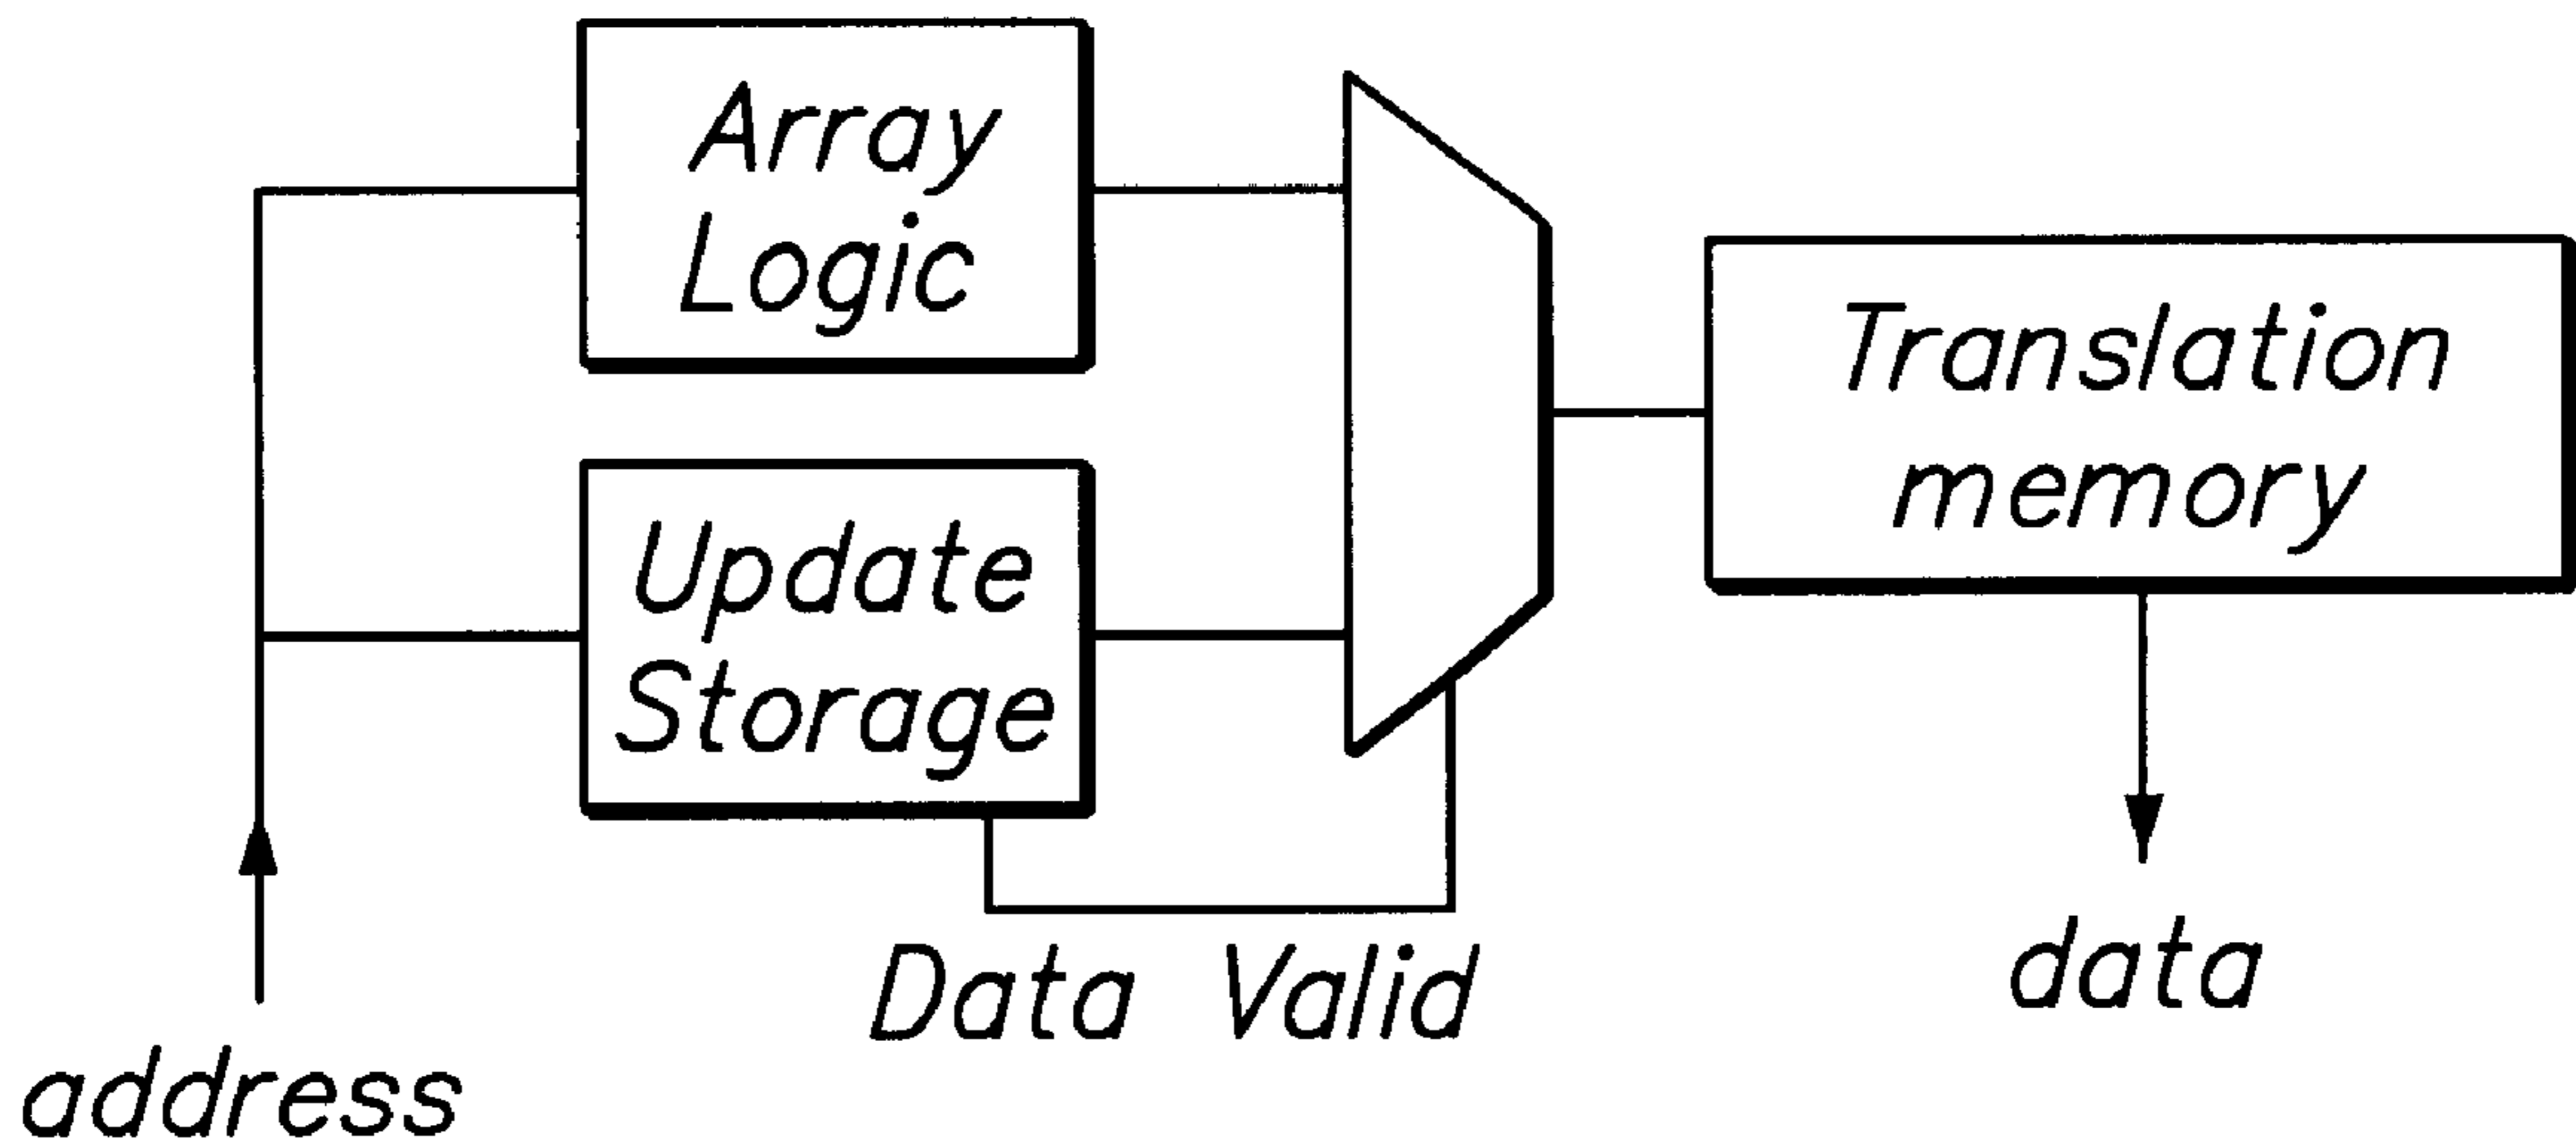 Array
Logic
Translation
memory
Update
Storage
Data Valid
data
address